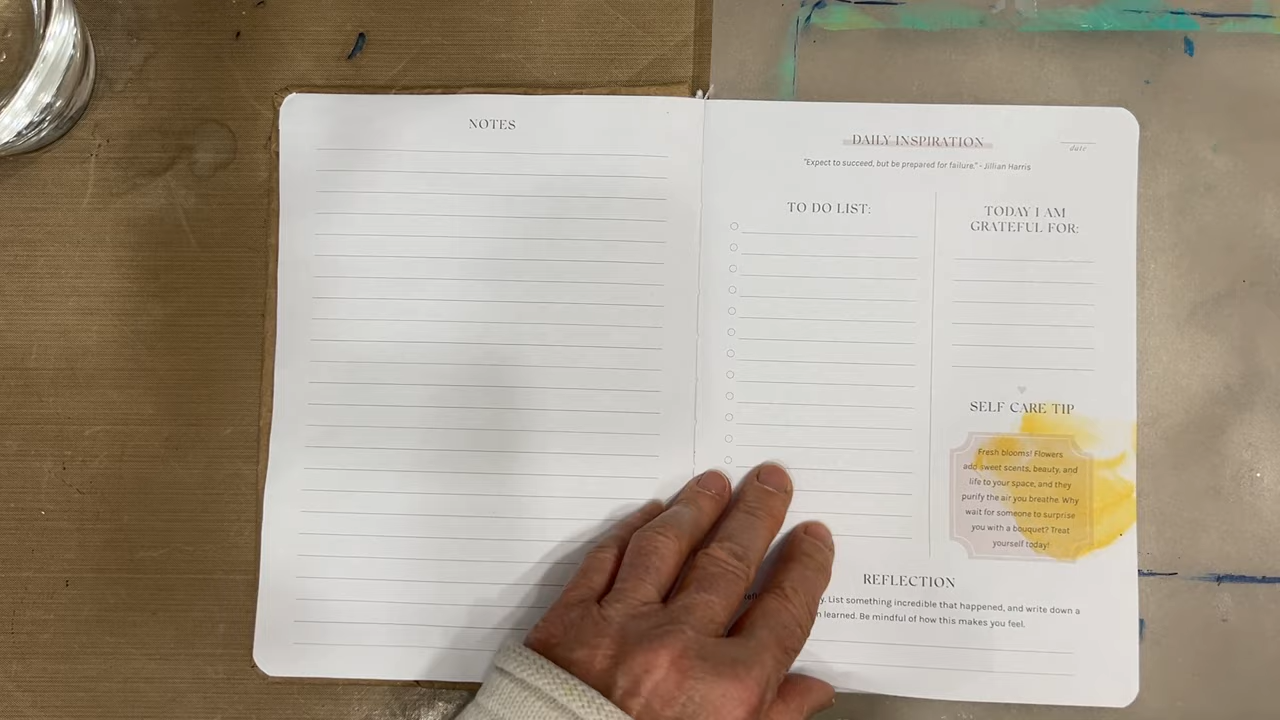 NOTES
DAILY INSPIRATION
date
"Expect to succeed, but be prepared for failure." - Jillian Harris
TO DO LIST:
TODAY I AM
GRATEFUL FOR:
SELF CARE TIP
Fresh blooms! Flowers
add sweet scents, beauty, and
life to your space, and they
purify the air you breathe. Why
wait for someone to surprise
you with a bouquet? Treat
yourself today!
REFLECTION
List something incredible that happened, and write down a
learned. Be mindful of how this makes you feel.